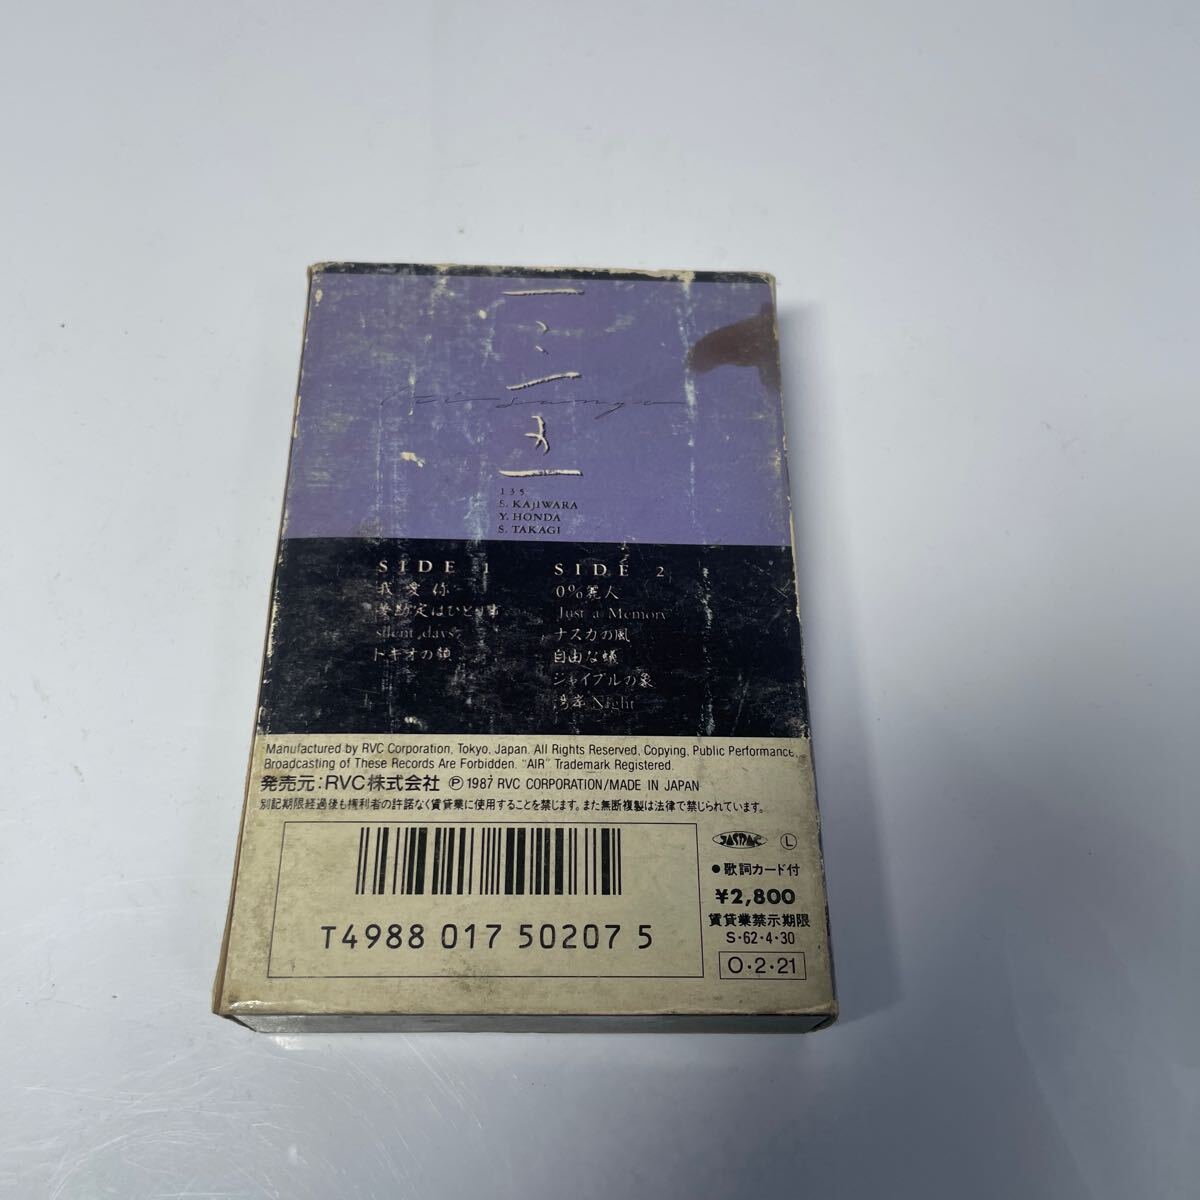 135
S. KAJIWARA
Y. HONDA
S. TAKAGI
SIDE 1
我愛你
silent days
トキオの鎖
SIDE 2
0%麗人
Just a Memory
ナスカの風
自由な蟻
ジャイプルの象
湾岸 Night
Manufactured by RVC Corporation, Tokyo, Japan. All Rights Reserved, Copying, Public Performance,
Broadcasting of These Records Are Forbidden. "AIR" Trademark Registered.
発売元:RVC株式会社 Ⓟ 1987 RVC CORPORATION/MADE IN JAPAN
別記期限経過後も権利者の許諾なく賃貸業に使用することを禁じます。また無断複製は法律で禁じられています。
JASRAC Ⓛ
●歌詞カード付
¥2,800
賃貸業禁示期限
S・62・4・30
O・2・21
T4988 017 50207 5